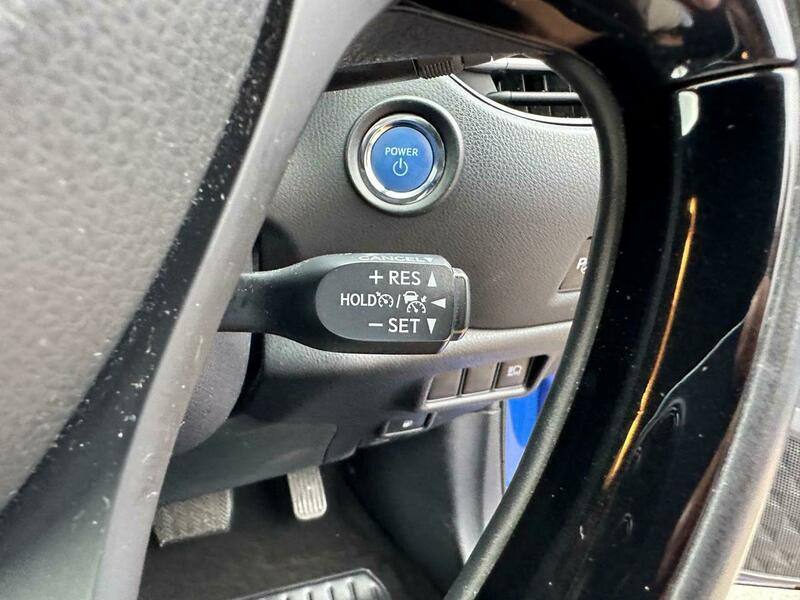 POWER
CANCEL
+ RES ▲
HOLD / ◄
− SET ▼